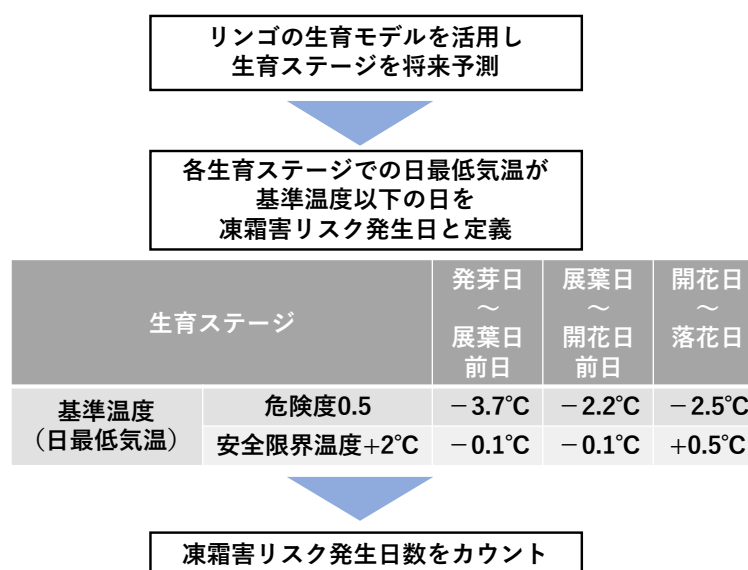 リンゴの生育モデルを活用し
生育ステージを将来予測
各生育ステージでの日最低気温が
基準温度以下の日を
凍霜害リスク発生日と定義
生育ステージ
発芽日
～
展葉日
前日
展葉日
～
開花日
前日
開花日
～
落花日
基準温度
（日最低気温）
危険度0.5
－3.7℃
－2.2℃
－2.5℃
安全限界温度+2℃
－0.1℃
－0.1℃
+0.5℃
凍霜害リスク発生日数をカウント